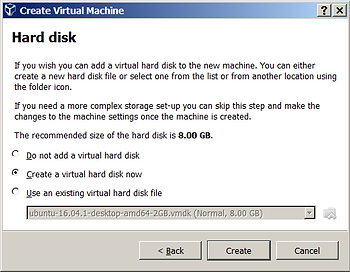 Create Virtual Machine
Hard disk
If you wish you can add a virtual hard disk to the new machine. You can either
create a new hard disk file or select one from the list or from another location using
the folder icon.
If you need a more complex storage set-up you can skip this step and make the
changes to the machine settings once the machine is created.
The recommended size of the hard disk is 8.00 GB.
Do not add a virtual hard disk
Create a virtual hard disk now
Use an existing virtual hard disk file
ubuntu-16.04.1-desktop-amd64-2GB.vmdk (Normal, 8.00 GB)
< Back Create Cancel